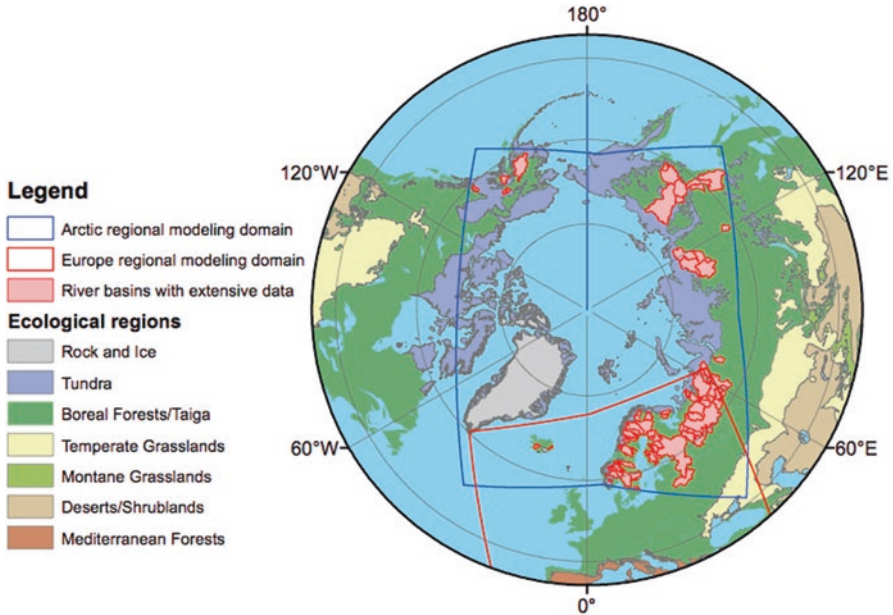 180°
120°W
120°E
Legend
Arctic regional modeling domain
Europe regional modeling domain
River basins with extensive data
Ecological regions
Rock and Ice
Tundra
Boreal Forests/Taiga
Temperate Grasslands
Montane Grasslands
Deserts/Shrublands
Mediterranean Forests
60°W
60°E
0°